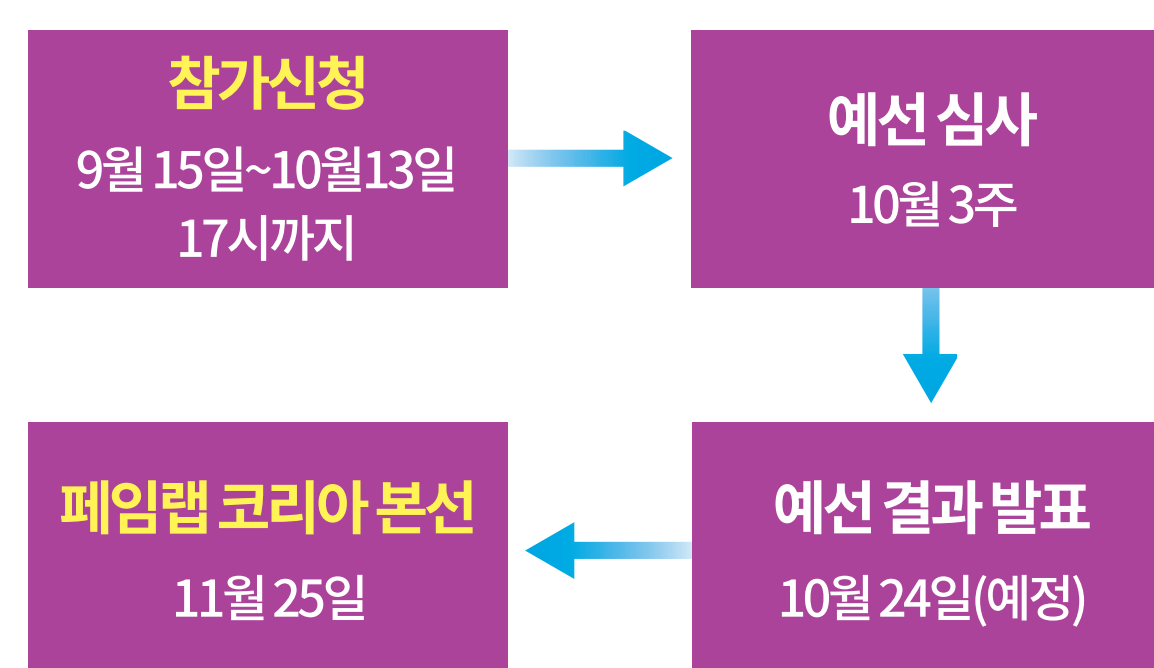 참가신청
9월 15일~10월13일
17시까지
예선 심사
10월 3주
예선 결과 발표
10월 24일(예정)
페임랩 코리아 본선
11월 25일